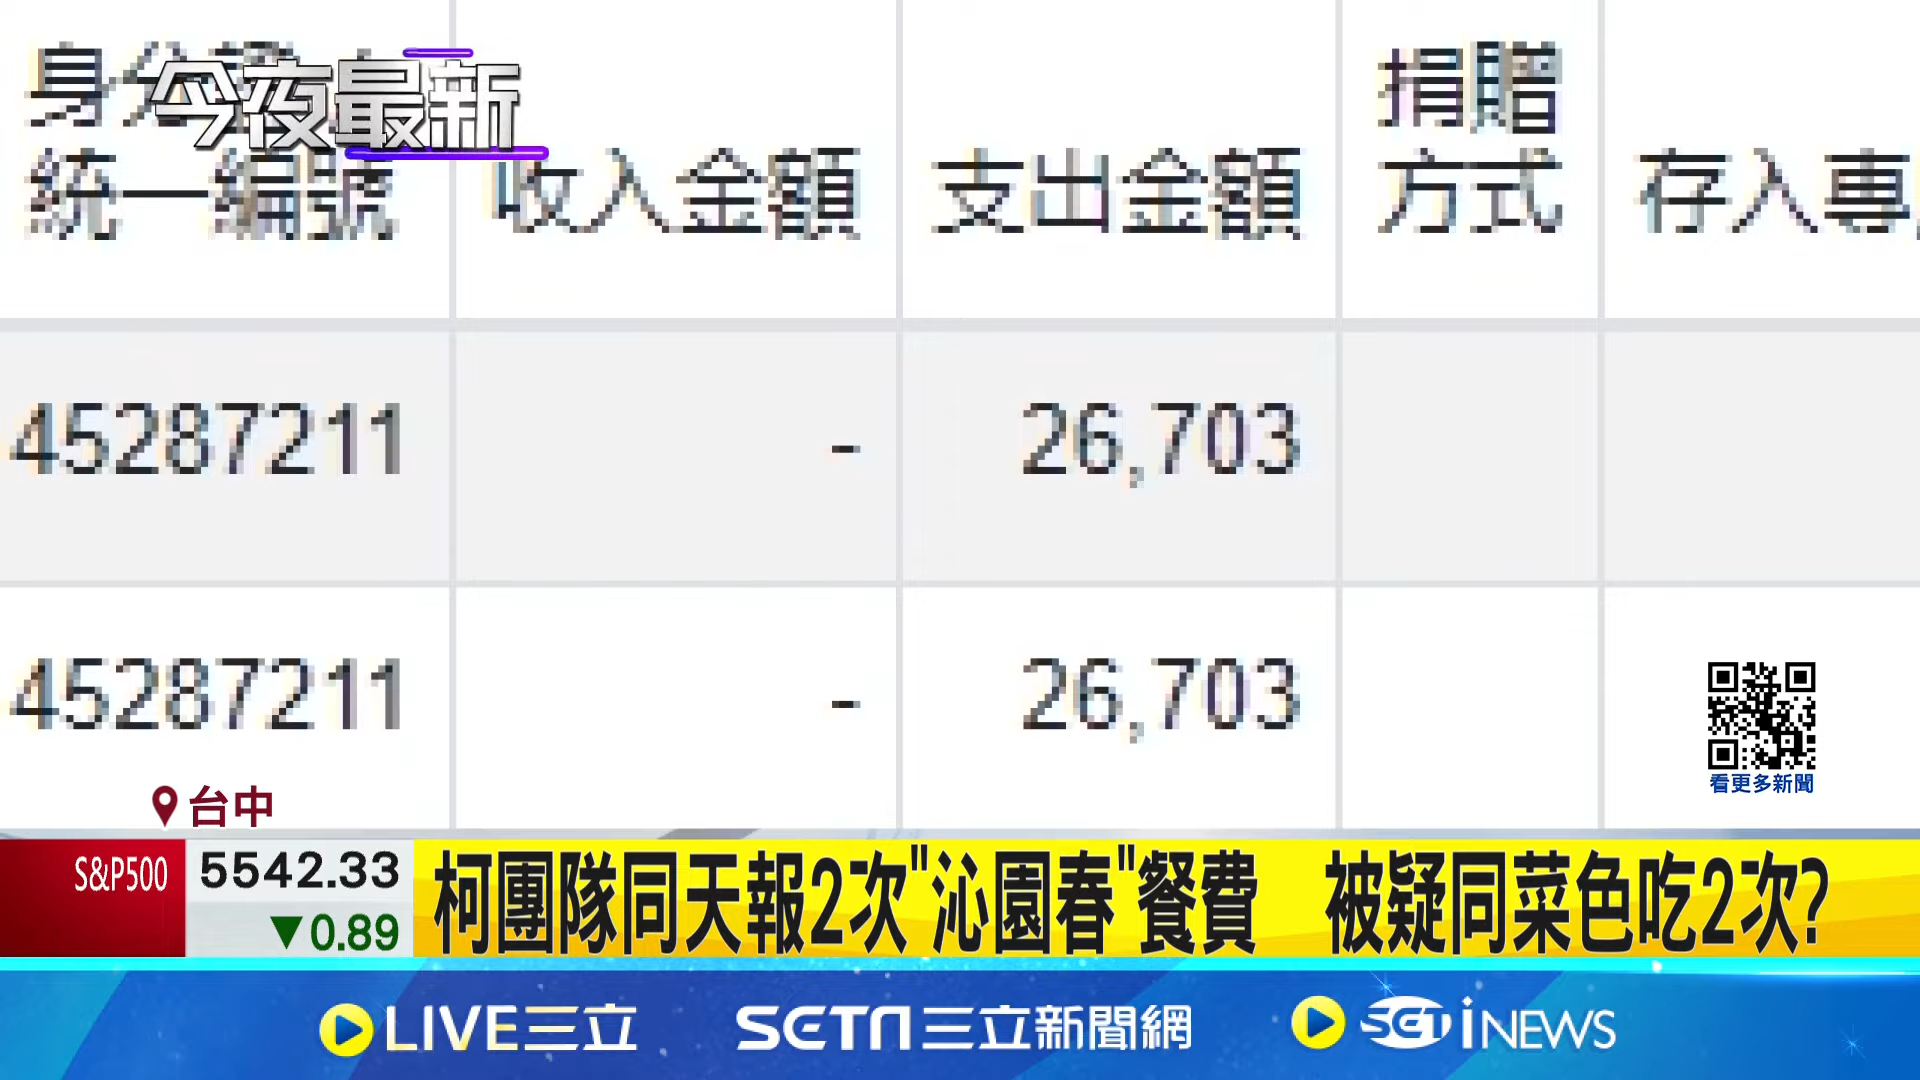 今夜最新
統一編號
收入金額
支出金額
捐贈
方式
存入專
45287211
-
26,703
45287211
-
26,703
看更多新聞
台中
S&P500
5542.33
▼0.89
柯團隊同天報2次"沁園春"餐費 被疑同菜色吃2次?
LIVE三立
SETN三立新聞網
SET iNEWS